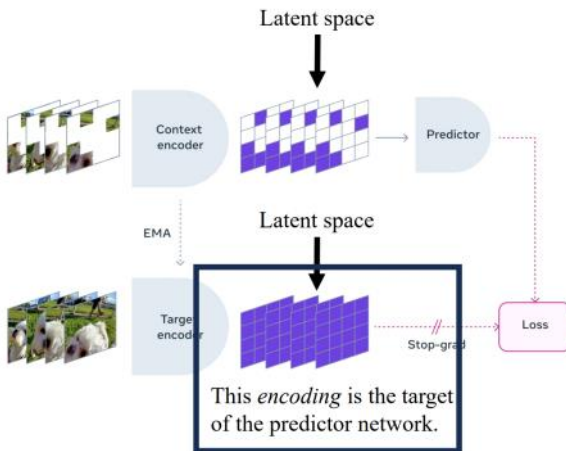 Latent space
Context
encoder
Predictor
EMA
Latent space
Target
encoder
Stop-grad
Loss
This encoding is the target
of the predictor network.